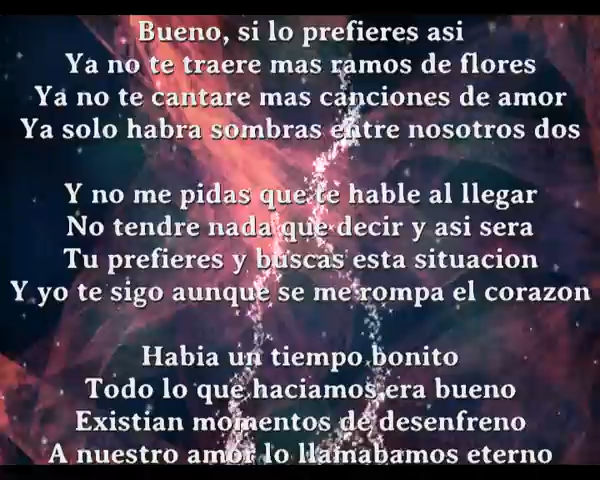 Bueno, si lo prefieres asi
Ya no te traere mas ramos de flores
Ya no te cantare mas canciones de amor
Ya solo habra sombras entre nosotros dos
Y no me pidas que te hable al llegar
No tendre nada que decir y asi sera
Tu prefieres y buscas esta situacion
Y yo te sigo aunque se me rompa el corazon
Habia un tiempo bonito
Todo lo que haciamos era bueno
Existian momentos de desenfreno
A nuestro amor lo llamabamos eterno